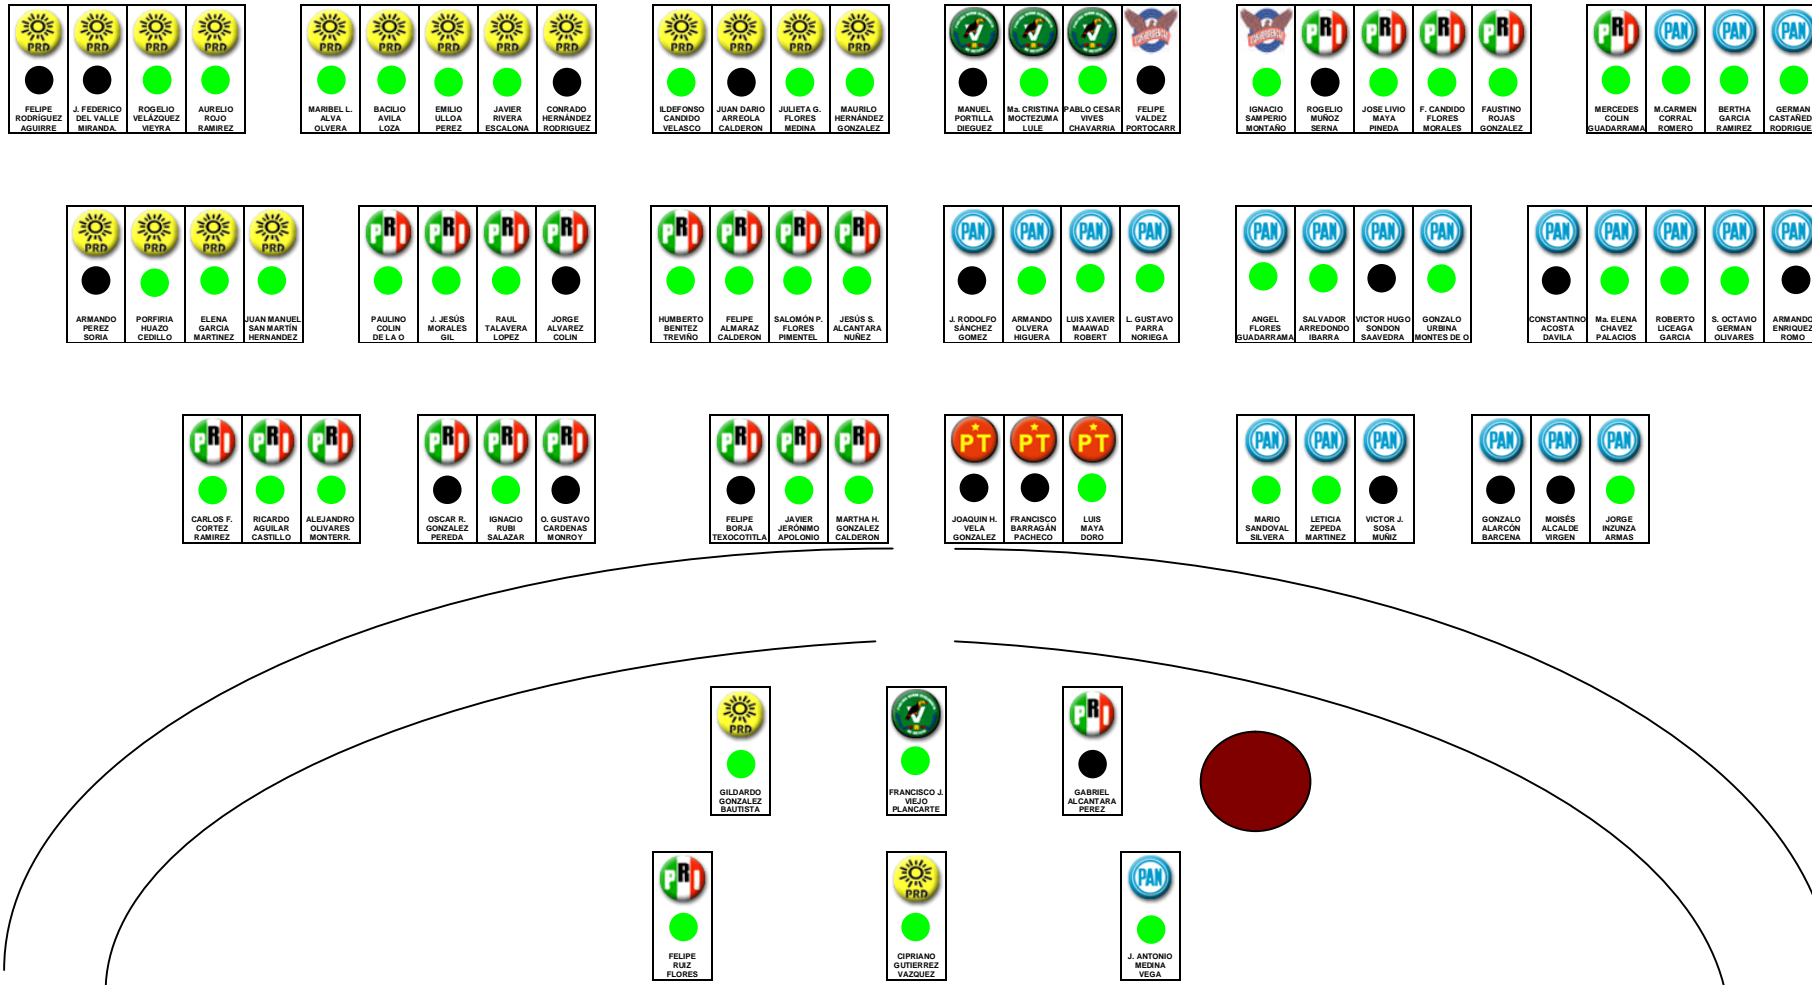 PRD PRD PRD PRD PRD PRD PRD PRD PRD PRD PRD PRD PRD CONVERGENCIA CONVERGENCIA PRI PRI PRI PRI PRI PAN PAN PAN
FELIPE RODRÍGUEZ AGUIRRE
J. FEDERICO DEL VALLE MIRANDA.
ROGELIO VELÁZQUEZ VIEYRA
AURELIO ROJO RAMIREZ
MARIBEL L. ALVA OLVERA
BACILIO AVILA LOZA
EMILIO ULLOA PEREZ
JAVIER RIVERA ESCALONA
CONRADO HERNÁNDEZ RODRIGUEZ
ILDEFONSO CANDIDO VELASCO
JUAN DARIO ARREOLA CALDERON
JULIETA G. FLORES MEDINA
MAURILO HERNÁNDEZ GONZALEZ
MANUEL PORTILLA DIEGUEZ
Ma. CRISTINA MOCTEZUMA LULE
PABLO CESAR VIVES CHAVARRIA
FELIPE VALDEZ PORTOCARR
IGNACIO SAMPERIO MONTAÑO
ROGELIO MUÑOZ SERNA
JOSE LIVIO MAYA PINEDA
F. CANDIDO FLORES MORALES
FAUSTINO ROJAS GONZALEZ
MERCEDES COLIN GUADARRAMA
M.CARMEN CORRAL ROMERO
BERTHA GARCIA RAMIREZ
GERMAN CASTAÑED RODRIGUE
PRD PRD PRD PRD PRI PRI PRI PRI PRI PRI PRI PRI PAN PAN PAN PAN PAN PAN PAN PAN PAN PAN PAN PAN PAN
ARMANDO PEREZ SORIA
PORFIRIA HUAZO CEDILLO
ELENA GARCIA MARTINEZ
JUAN MANUEL SAN MARTÍN HERNANDEZ
PAULINO COLIN DE LA O
J. JESÚS MORALES GIL
RAUL TALAVERA LOPEZ
JORGE ALVAREZ COLIN
HUMBERTO BENITEZ TREVIÑO
FELIPE ALMARAZ CALDERON
SALOMÓN P. FLORES PIMENTEL
JESÚS S. ALCANTARA NUÑEZ
J. RODOLFO SÁNCHEZ GOMEZ
ARMANDO OLVERA HIGUERA
LUIS XAVIER MAAWAD ROBERT
L. GUSTAVO PARRA NORIEGA
ANGEL FLORES GUADARRAMA
SALVADOR ARREDONDO IBARRA
VICTOR HUGO SONDON SAAVEDRA
GONZALO URBINA MONTES DE O
CONSTANTINO ACOSTA DAVILA
Ma. ELENA CHAVEZ PALACIOS
ROBERTO LICEAGA GARCIA
S. OCTAVIO GERMAN OLIVARES
ARMANDO ENRIQUEZ ROMO
PRI PRI PRI PRI PRI PRI PRI PRI PRI PT PT PT PAN PAN PAN PAN PAN PAN
CARLOS F. CORTEZ RAMIREZ
RICARDO AGUILAR CASTILLO
ALEJANDRO OLIVARES MONTERR.
OSCAR R. GONZALEZ PEREDA
IGNACIO RUBI SALAZAR
O. GUSTAVO CARDENAS MONROY
FELIPE BORJA TEXOCOTITLA
JAVIER JERÓNIMO APOLONIO
MARTHA H. GONZALEZ CALDERON
JOAQUIN H. VELA GONZALEZ
FRANCISCO BARRAGÁN PACHECO
LUIS MAYA DORO
MARIO SANDOVAL SILVERA
LETICIA ZEPEDA MARTINEZ
VICTOR J. SOSA MUÑIZ
GONZALO ALARCÓN BARCENA
MOISÉS ALCALDE VIRGEN
JORGE INZUNZA ARMAS
PRD PRI
GILDARDO GONZALEZ BAUTISTA
FRANCISCO J. VIEJO PLANCARTE
GABRIEL ALCANTARA PEREZ
PRI PRD PAN
FELIPE RUIZ FLORES
CIPRIANO GUTIERREZ VAZQUEZ
J. ANTONIO MEDINA VEGA